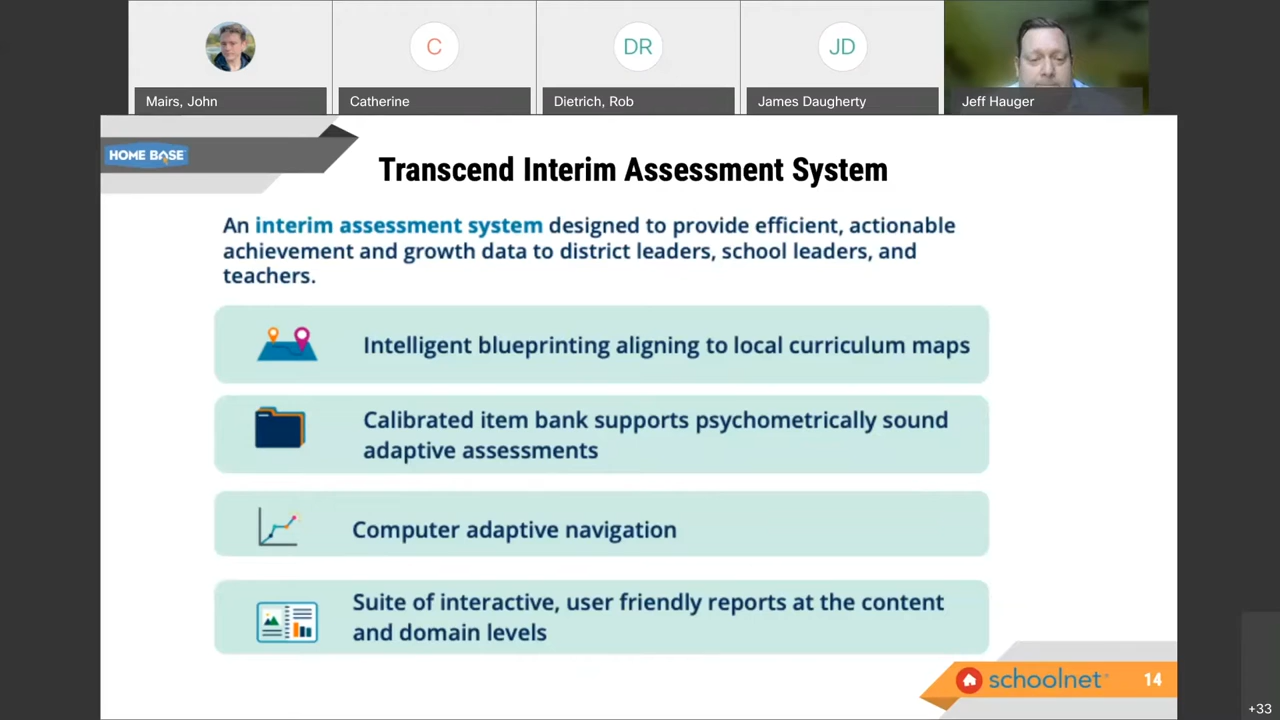 C
DR
JD
Mairs, John
Catherine
Dietrich, Rob
James Daugherty
Jeff Hauger
HOME BASE
Transcend Interim Assessment System
An interim assessment system designed to provide efficient, actionable
achievement and growth data to district leaders, school leaders, and
teachers.
Intelligent blueprinting aligning to local curriculum maps
Calibrated item bank supports psychometrically sound
adaptive assessments
Computer adaptive navigation
Suite of interactive, user friendly reports at the content
and domain levels
schoolnet
14
+33